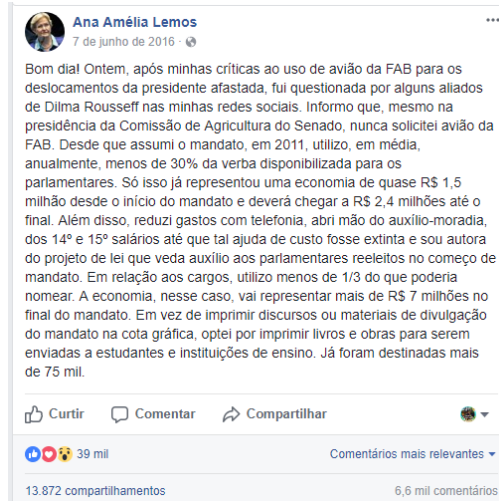 Ana Amélia Lemos
7 de junho de 2016 ·
Bom dia! Ontem, após minhas críticas ao uso de avião da FAB para os
deslocamentos da presidente afastada, fui questionada por alguns aliados
de Dilma Rousseff nas minhas redes sociais. Informo que, mesmo na
presidência da Comissão de Agricultura do Senado, nunca solicitei avião da
FAB. Desde que assumi o mandato, em 2011, utilizo, em média,
anualmente, menos de 30% da verba disponibilizada para os
parlamentares. Só isso já representou uma economia de quase R$ 1,5
milhão desde o início do mandato e deverá chegar a R$ 2,4 milhões até o
final. Além disso, reduzi gastos com telefonia, abri mão do auxílio-moradia,
dos 14º e 15º salários até que tal ajuda de custo fosse extinta e sou autora
do projeto de lei que veda auxílio aos parlamentares reeleitos no começo de
mandato. Em relação aos cargos, utilizo menos de 1/3 do que poderia
nomear. A economia, nesse caso, vai representar mais de R$ 7 milhões no
final do mandato. Em vez de imprimir discursos ou materiais de divulgação
do mandato na cota gráfica, optei por imprimir livros e obras para serem
enviadas a estudantes e instituições de ensino. Já foram destinadas mais
de 75 mil.
Curtir Comentar Compartilhar
39 mil Comentários mais relevantes
13.872 compartilhamentos 6,6 mil comentários